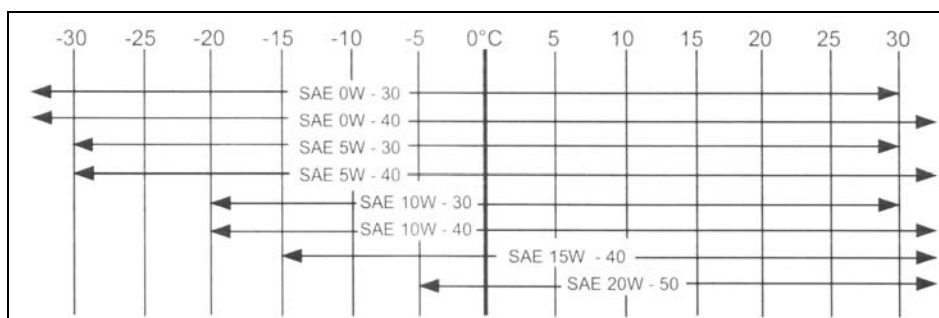 -30 -25 -20 -15 -10 -5 0°C 5 10 15 20 25 30
SAE 0W - 30
SAE 0W - 40
SAE 5W - 30
SAE 5W - 40
SAE 10W - 30
SAE 10W - 40
SAE 15W - 40
SAE 20W - 50